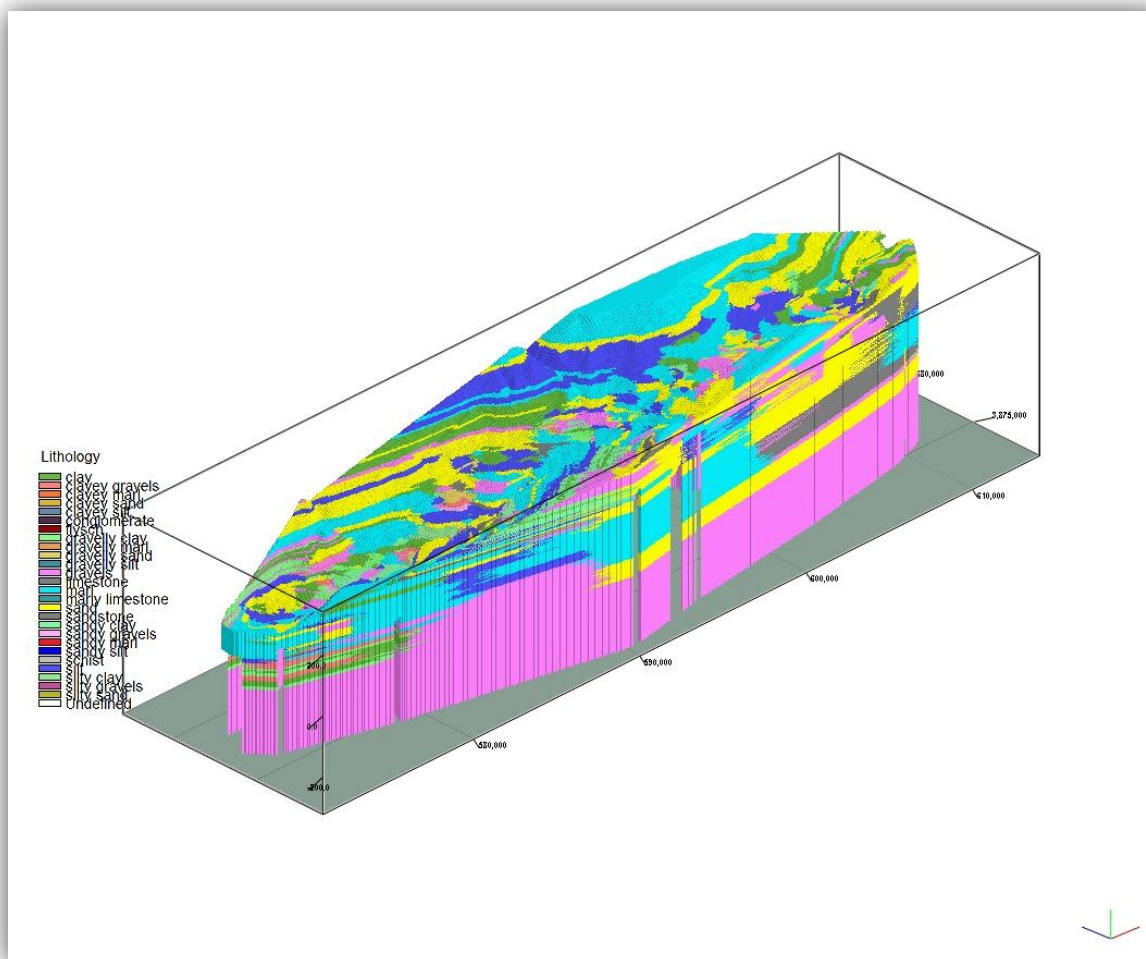 Lithology
clay
clayey gravels
clayey marl
clayey sand
clayey silt
conglomerate
flysch
gravelly clay
gravelly marl
gravelly sand
gravelly silt
gravels
limestone
marl
marly limestone
sand
sandstone
sandy clay
sandy gravels
sandy marl
sandy silt
schist
silt
silty clay
silty gravels
silty sand
Undefined
3,875,000
610,000
600,000
590,000
580,000
200.0
0.0
-200.0